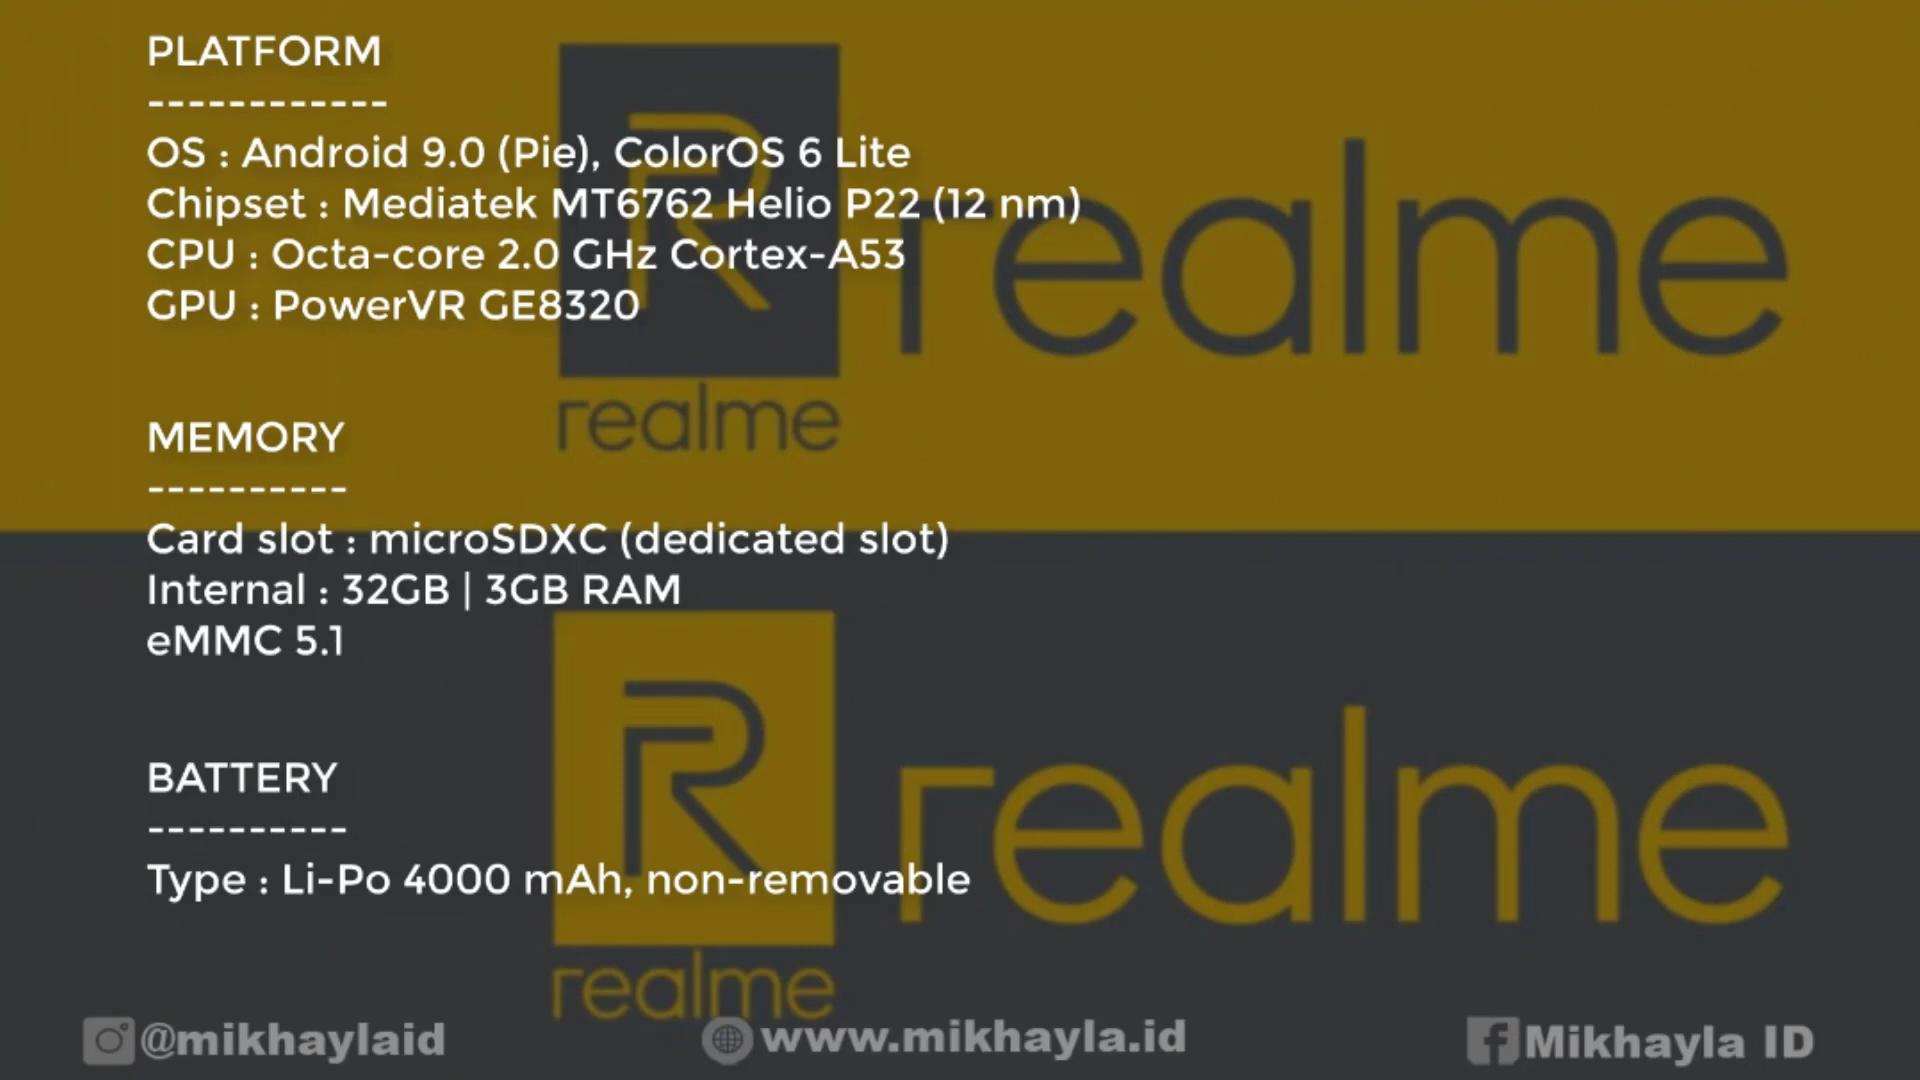 PLATFORM
------------
OS : Android 9.0 (Pie), ColorOS 6 Lite
Chipset : Mediatek MT6762 Helio P22 (12 nm)
CPU : Octa-core 2.0 GHz Cortex-A53
GPU : PowerVR GE8320
realme
realme
MEMORY
----------
Card slot : microSDXC (dedicated slot)
Internal : 32GB | 3GB RAM
eMMC 5.1
BATTERY
----------
Type : Li-Po 4000 mAh, non-removable
realme
realme
@mikhaylaid
www.mikhayla.id
Mikhayla ID